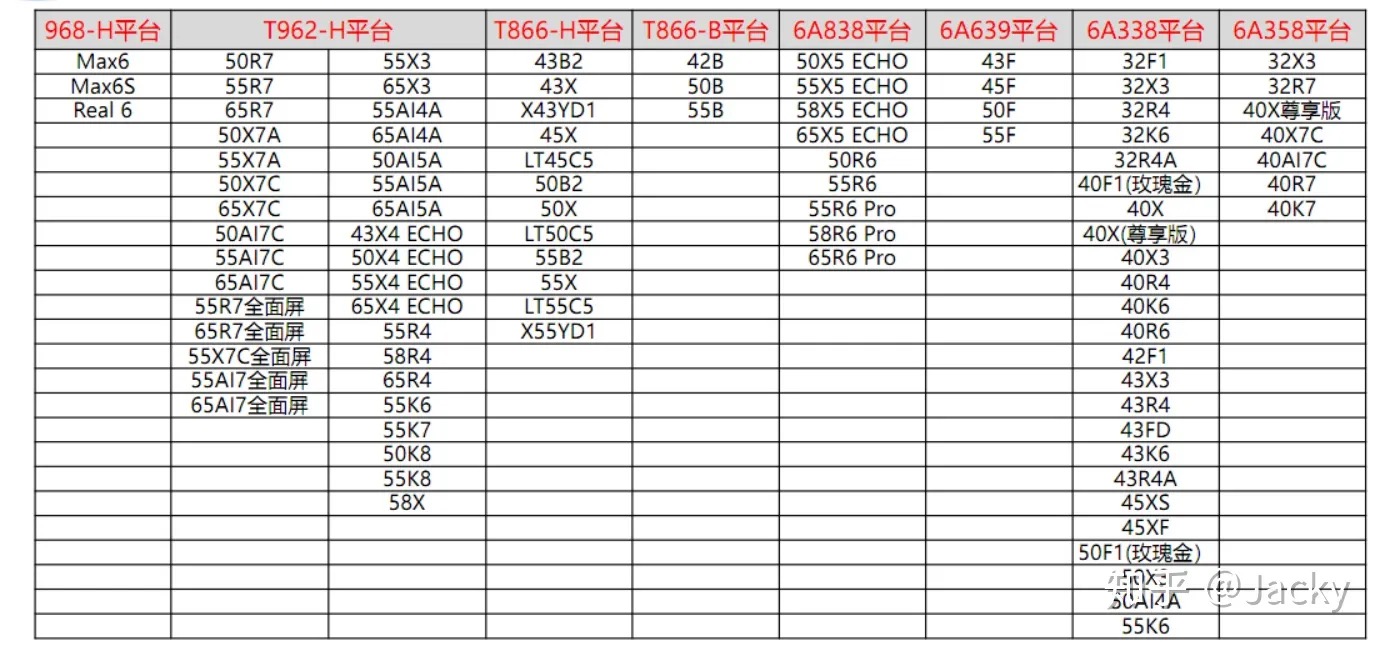 968-H平台 T962-H平台 T866-H平台 T866-B平台 6A838平台 6A639平台 6A338平台 6A358平台
Max6 50R7 55X3 43B2 42B 50X5 ECHO 43F 32F1 32X3
Max6S 55R7 65X3 43X 50B 55X5 ECHO 45F 32X3 32R7
Real 6 65R7 55AI4A X43YD1 55B 58X5 ECHO 50F 32R4 40X尊享版
50X7A 65AI4A 45X 65X5 ECHO 55F 32K6 40X7C
55X7A 50AI5A LT45C5 50R6 32R4A 40AI7C
50X7C 55AI5A 50B2 55R6 40F1(玫瑰金) 40R7
65X7C 65AI5A 50X 55R6 Pro 40X 40K7
50AI7C 43X4 ECHO LT50C5 58R6 Pro 40X(尊享版)
55AI7C 50X4 ECHO 55B2 65R6 Pro 40X3
65AI7C 55X4 ECHO 55X 40R4
55R7全面屏 65X4 ECHO LT55C5 40K6
65R7全面屏 55R4 X55YD1 40R6
55X7C全面屏 58R4 42F1
55AI7全面屏 65R4 43X3
65AI7全面屏 55K6 43R4
55K7 43FD
50K8 43K6
55K8 43R4A
58X 45XS
45XF
50F1(玫瑰金)
50X3
50AI4A
知乎 @Jacky
55K6